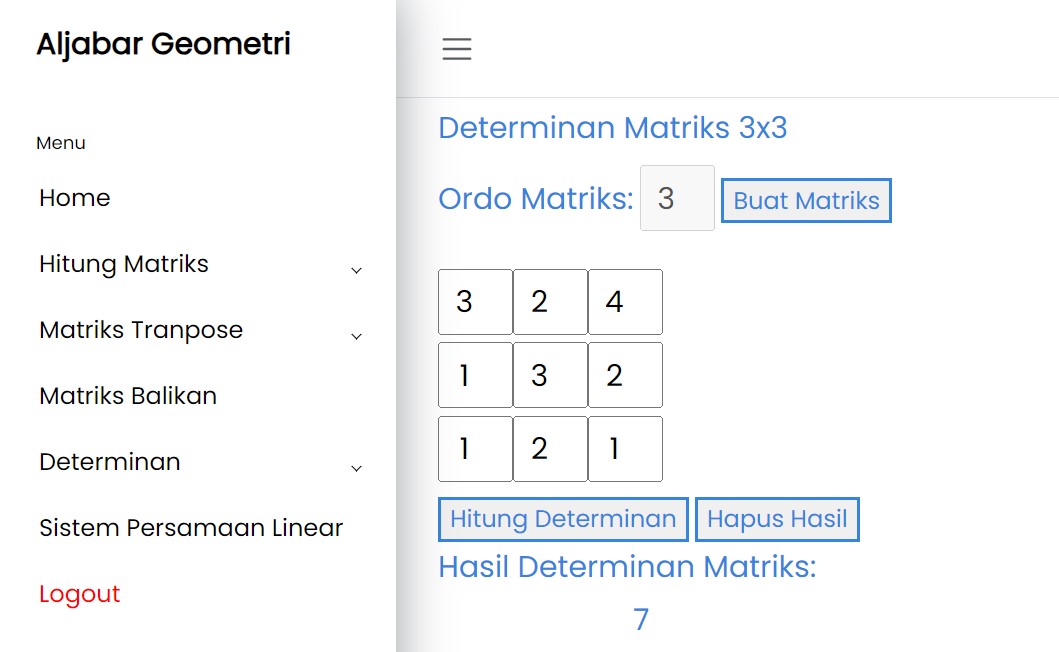 Aljabar Geometri
Menu
Home
Hitung Matriks
Matriks Tranpose
Matriks Balikan
Determinan
Sistem Persamaan Linear
Logout
Determinan Matriks 3x3
Ordo Matriks: 3 Buat Matriks
3 2 4
1 3 2
1 2 1
Hitung Determinan Hapus Hasil
Hasil Determinan Matriks:
7